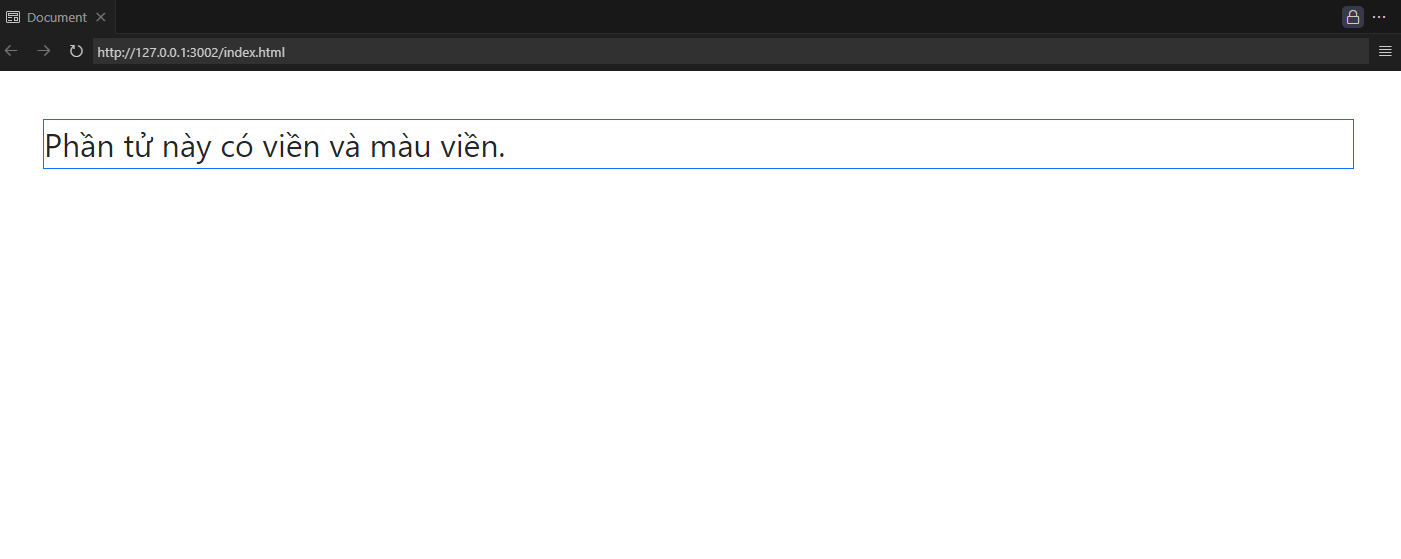 Document
http://127.0.0.1:3002/index.html
Phần tử này có viền và màu viền.